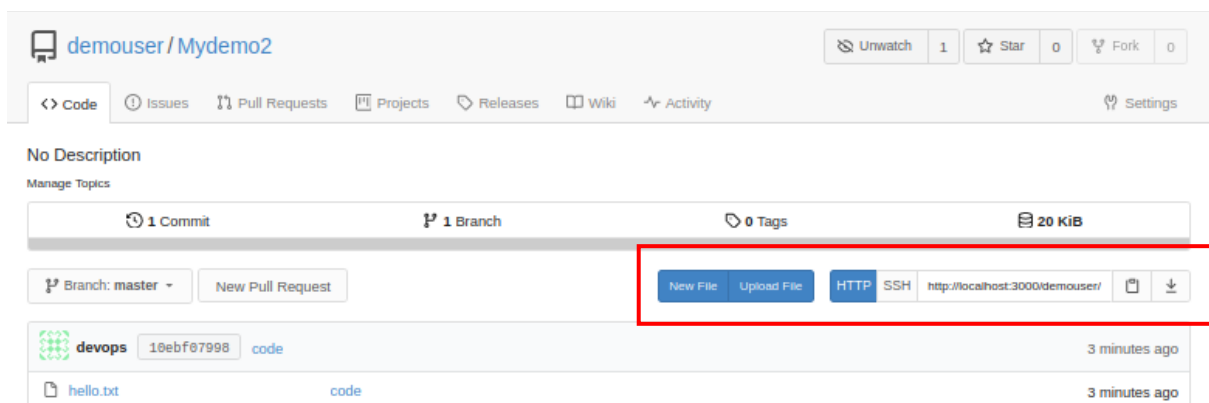 demouser / Mydemo2 Unwatch 1 Star 0 Fork 0
Code Issues Pull Requests Projects Releases Wiki Activity Settings
No Description
Manage Topics
1 Commit 1 Branch 0 Tags 20 KiB
Branch: master New Pull Request New File Upload File HTTP SSH http://localhost:3000/demouser/
devops 10ebf07998 code 3 minutes ago
hello.txt code 3 minutes ago